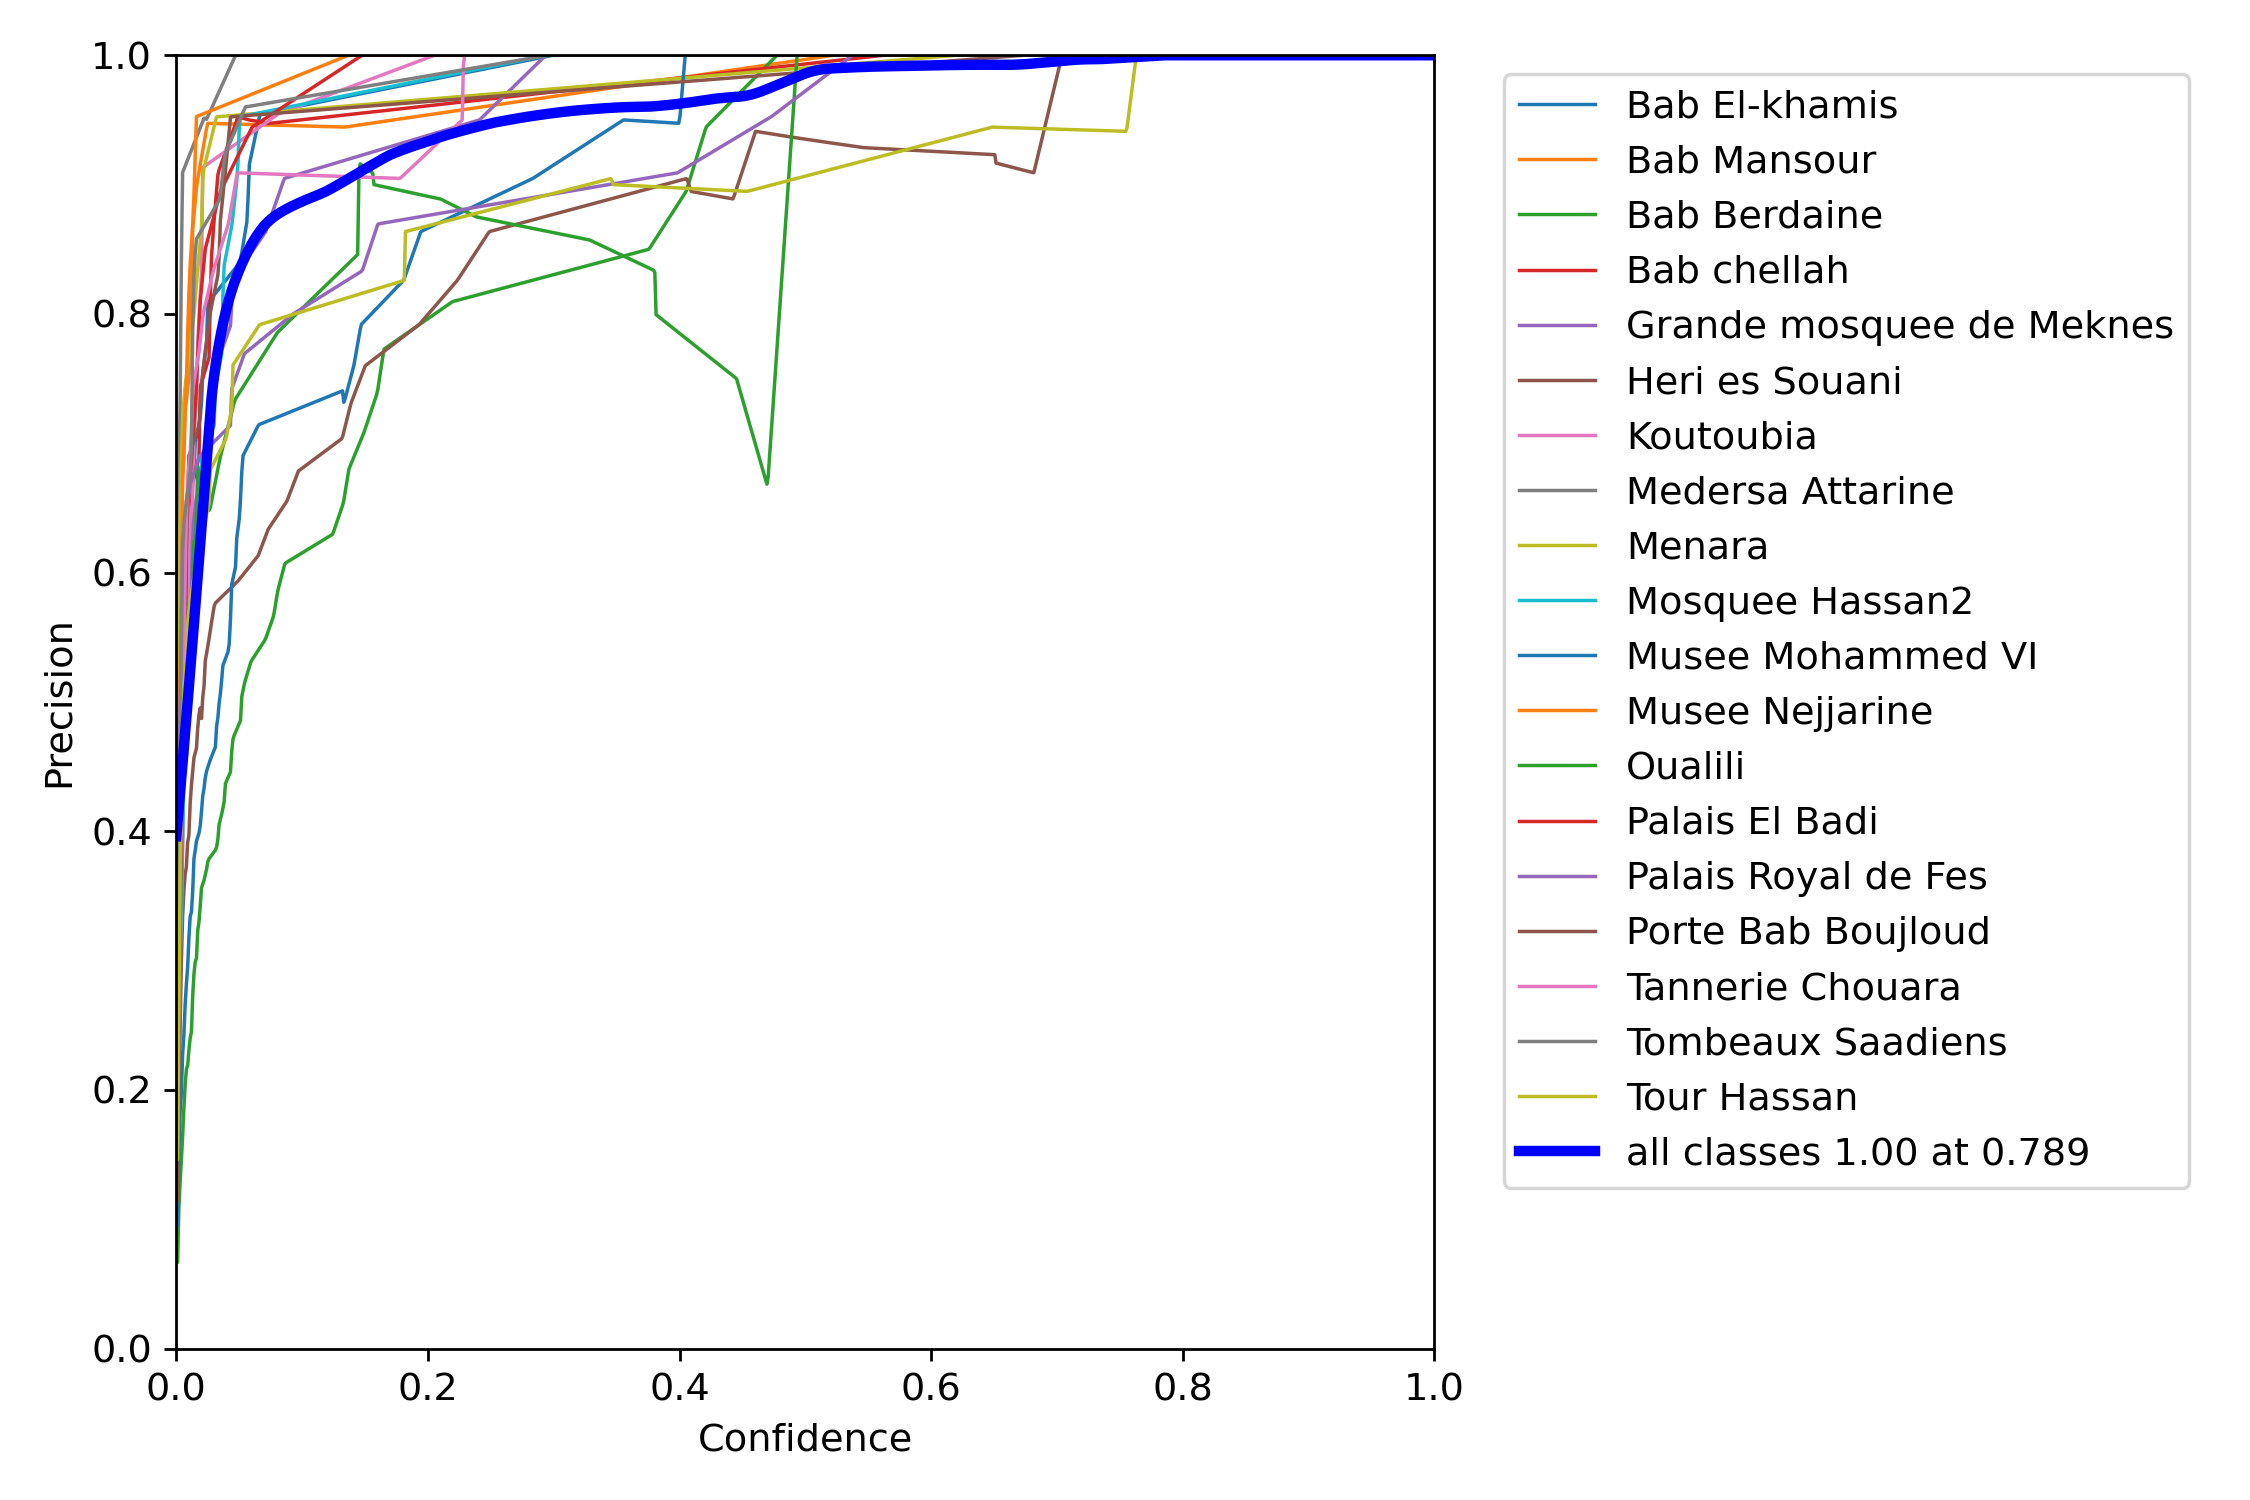 1.0
0.8
0.6
0.4
0.2
0.0
Precision
0.0 0.2 0.4 0.6 0.8 1.0
Confidence
Bab El-khamis
Bab Mansour
Bab Berdaine
Bab chellah
Grande mosquee de Meknes
Heri es Souani
Koutoubia
Medersa Attarine
Menara
Mosquee Hassan2
Musee Mohammed VI
Musee Nejjarine
Oualili
Palais El Badi
Palais Royal de Fes
Porte Bab Boujloud
Tannerie Chouara
Tombeaux Saadiens
Tour Hassan
all classes 1.00 at 0.789